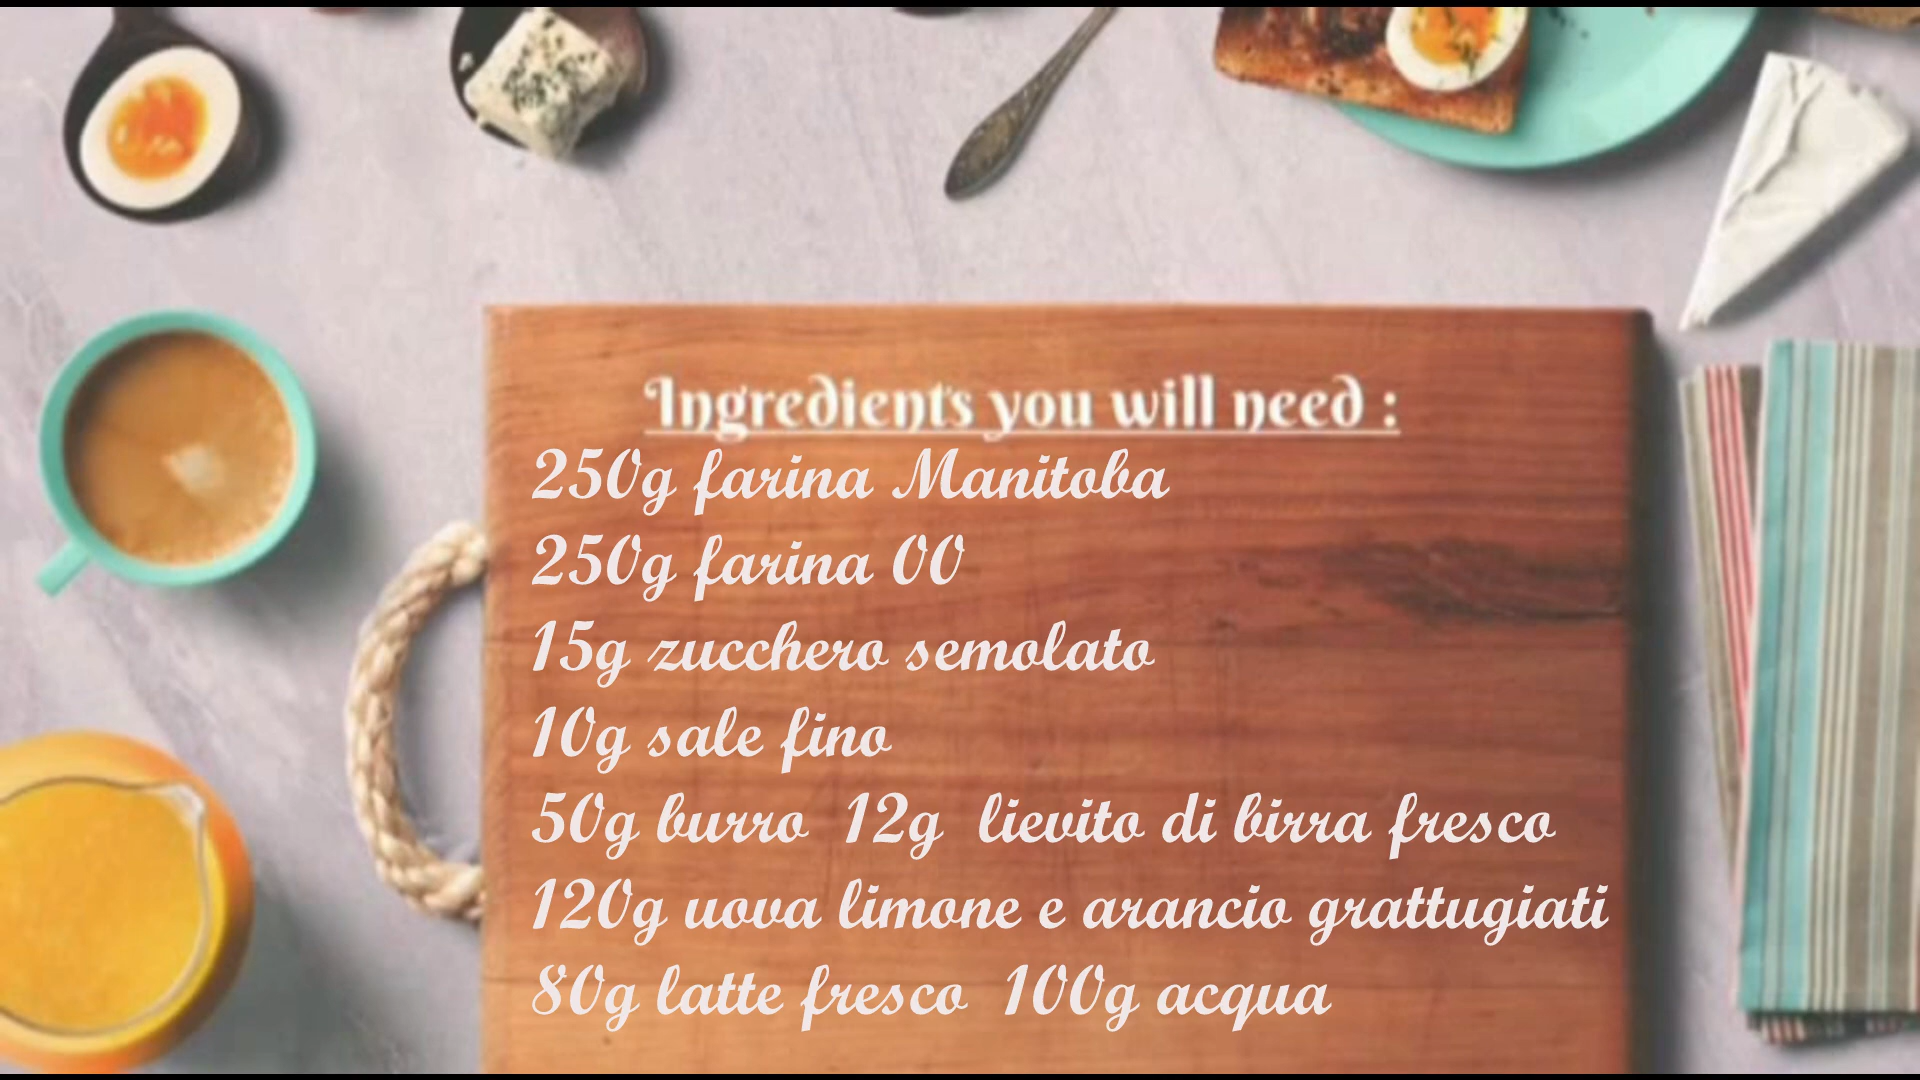 Ingredients you will need :
250g farina Manitoba
250g farina 00
15g zucchero semolato
10g sale fino
50g burro 12g lievito di birra fresco
120g uova limone e arancio grattugiati
80g latte fresco 100g acqua